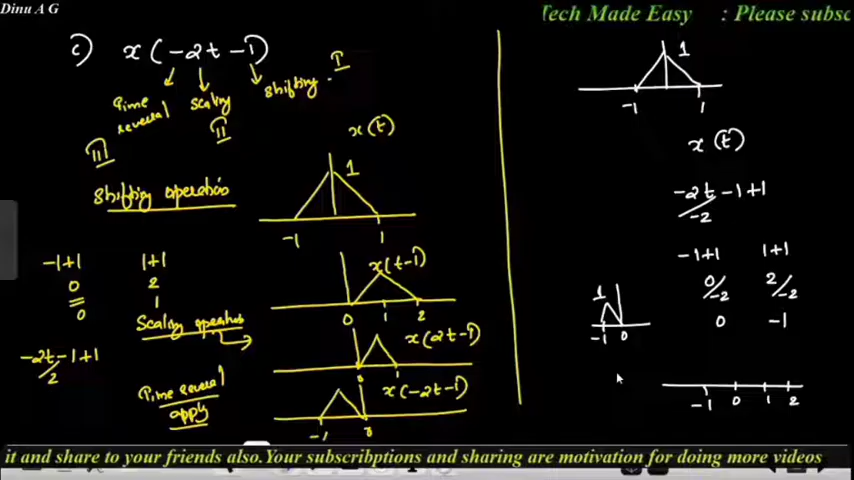 Dinu A G
Tech Made Easy : Please subsc
c) x(-2t-1)
Time reversal
scaling
shifting
I
II
III
Shifting operation
x(t)
1
-1 1
-1+1 1+1
0 2
0 1
x(t-1)
0 1 2
Scaling operation
x(2t-1)
0 1
-2t-1+1
2
Time reversal
apply
x(-2t-1)
-1 0
1
-1 1
x(t)
-2t-1+1
-2
-1+1 1+1
0/-2 2/-2
0 -1
1
-1 0
-1 0 1 2
it and share to your friends also.Your subscribptions and sharing are motivation for doing more videos